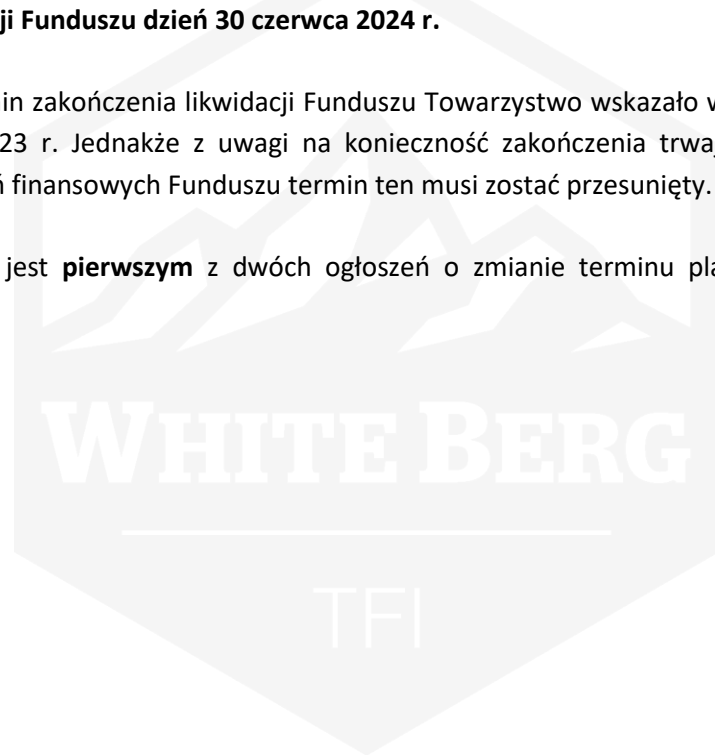 ji Funduszu dzień 30 czerwca 2024 r.
in zakończenia likwidacji Funduszu Towarzystwo wskazało w
23 r. Jednakże z uwagi na konieczność zakończenia trwaj
ń finansowych Funduszu termin ten musi zostać przesunięty.
jest pierwszym z dwóch ogłoszeń o zmianie terminu pla
WHITE BERG
TFI